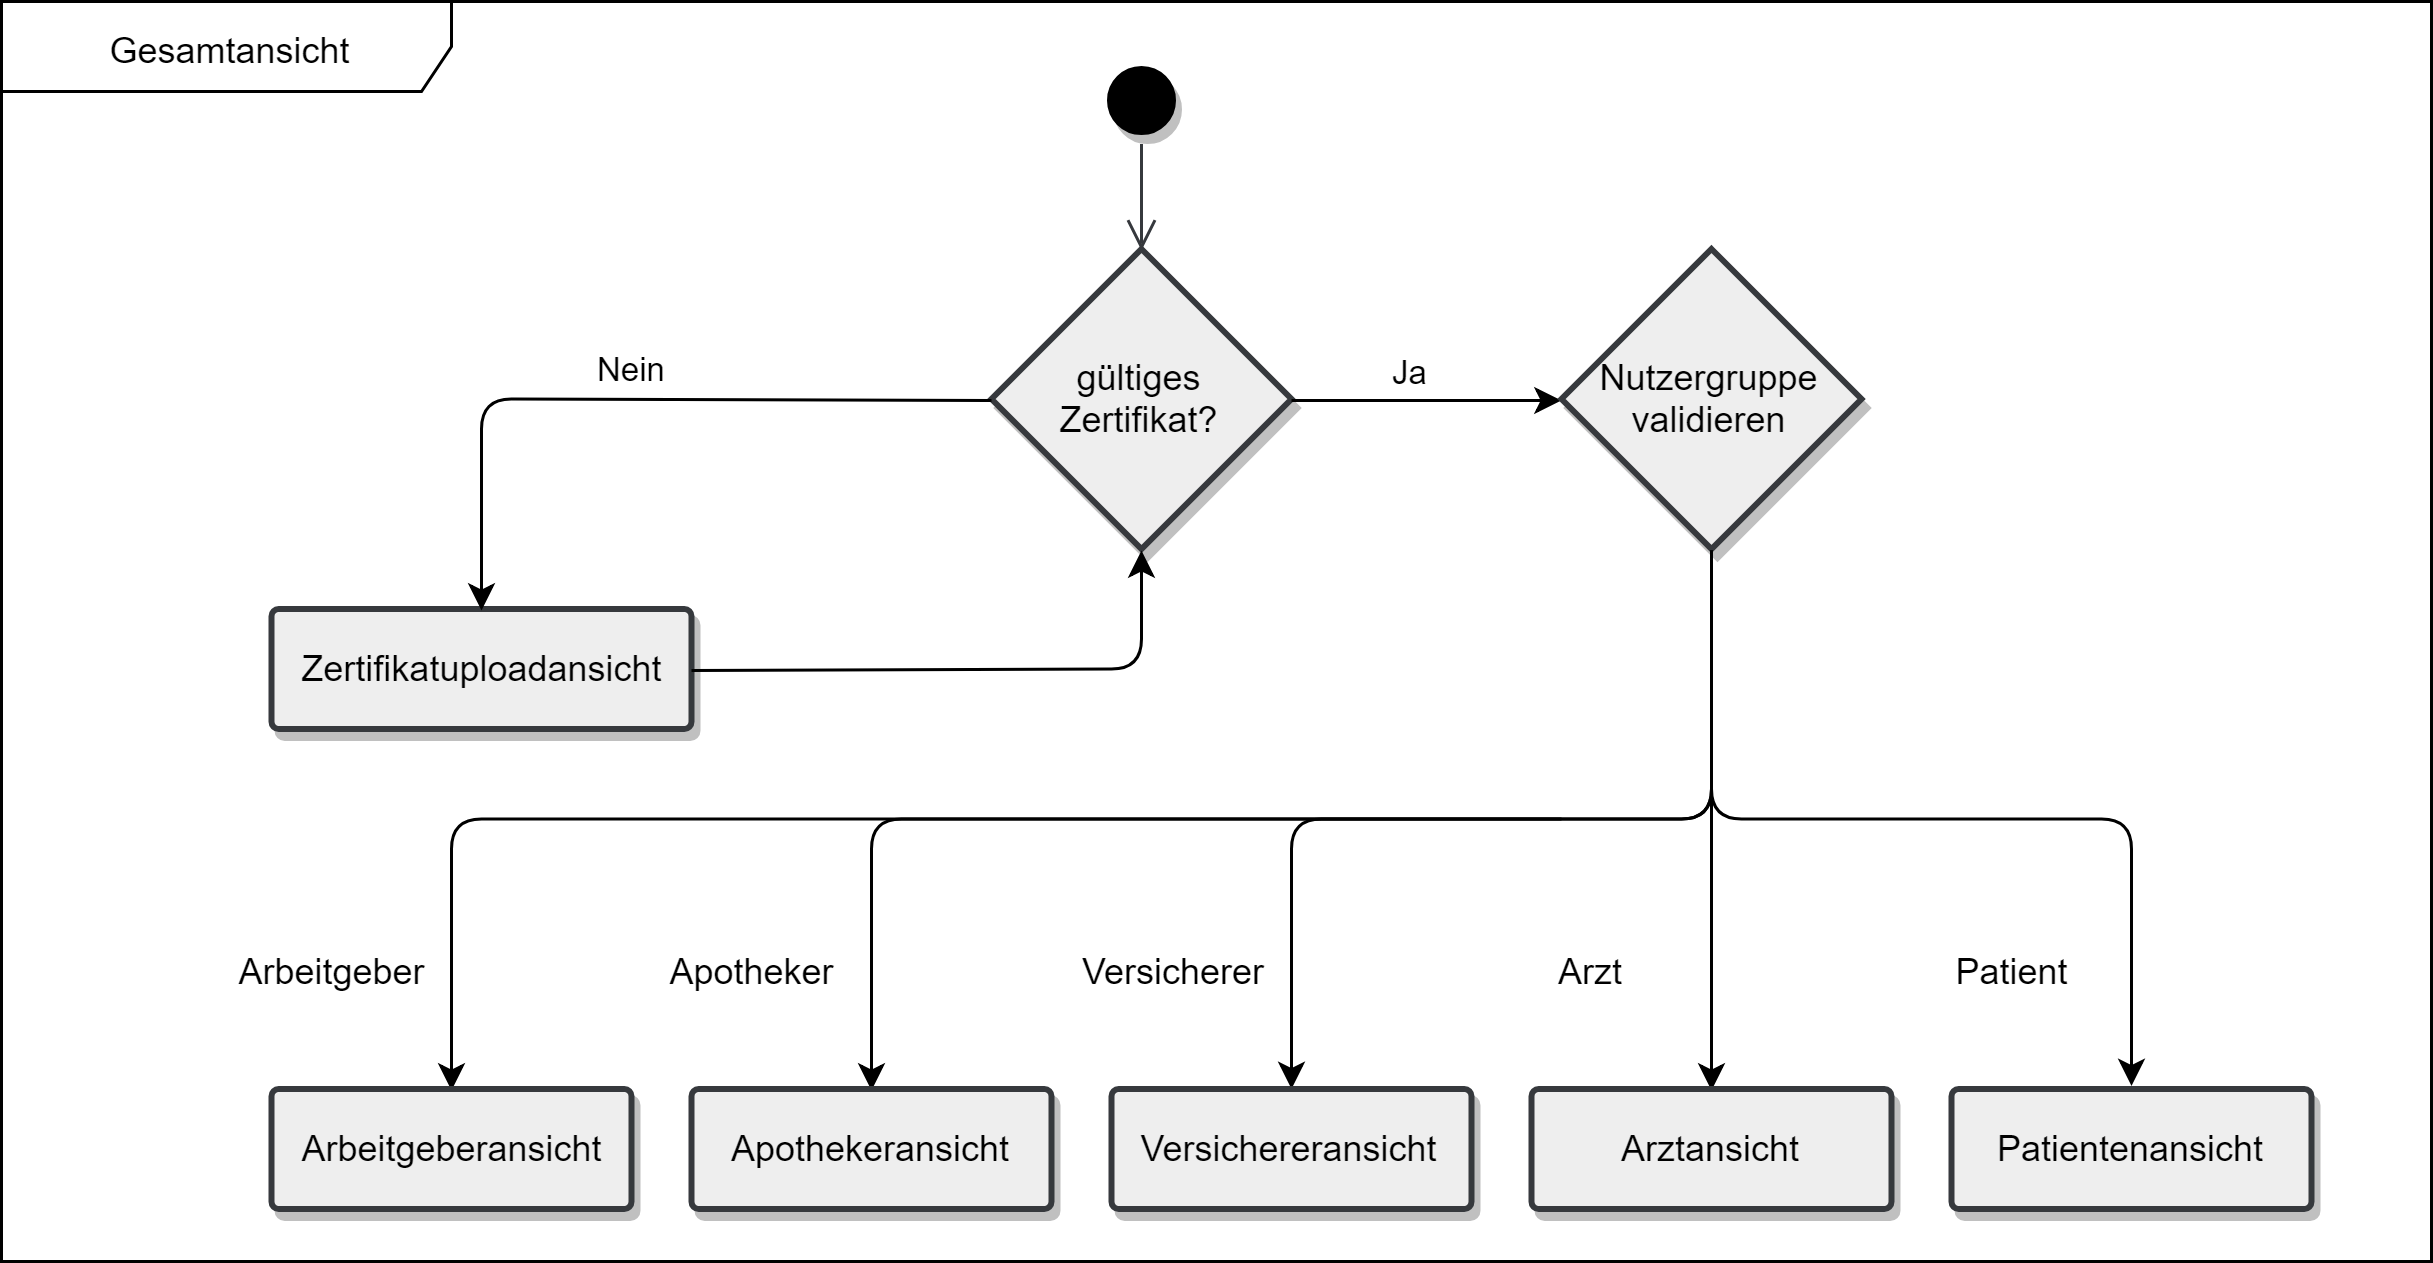 Gesamtansicht
Nein
gültiges
Zertifikat?
Ja
Nutzergruppe
validieren
Zertifikatuploadansicht
Arbeitgeber
Apotheker
Versicherer
Arzt
Patient
Arbeitgeberansicht
Apothekeransicht
Versichereransicht
Arztansicht
Patientenansicht